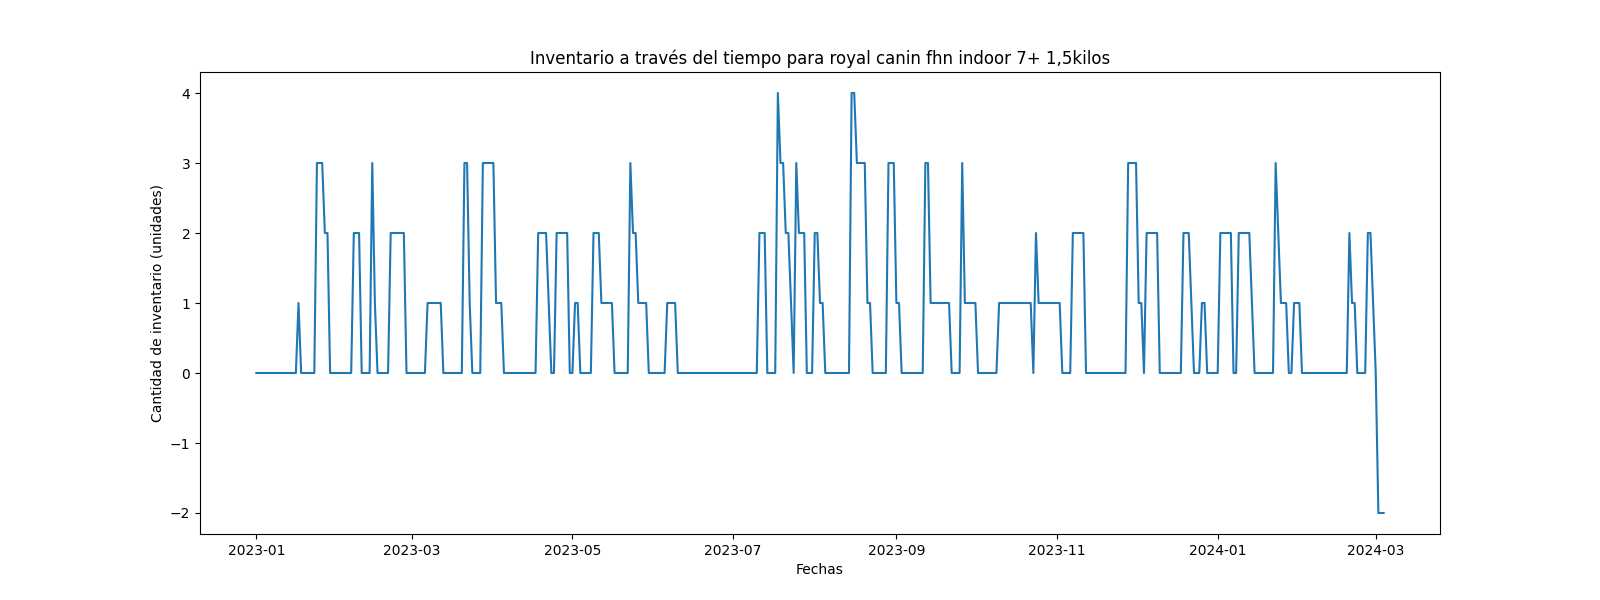 Inventario a través del tiempo para royal canin fhn indoor 7+ 1,5kilos
Cantidad de inventario (unidades)
4
3
2
1
0
−1
−2
2023-01 2023-03 2023-05 2023-07 2023-09 2023-11 2024-01 2024-03
Fechas